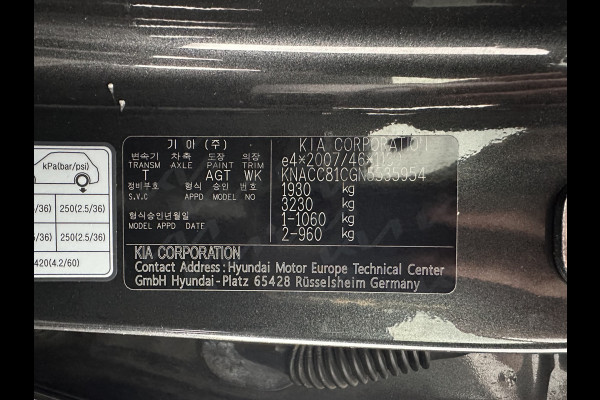 kPa(bar/psi)
/36) 250(2.5/36)
/36) 250(2.5/36)
420(4.2/60)
기아(주) KIA CORPORATION
변속기 차축 도장 의장
TRANSM AXLE PAINT TRIM
T AGT WK
정비부호 형식 승인 번호
S.V.C MODEL APPD NO
형식승인년월일
MODEL APPD DATE
1930 kg
3230 kg
1-1060 kg
2-960 kg
KIA CORPORATION
Contact Address : Hyundai Motor Europe Technical Center
GmbH Hyundai-Platz 65428 Rüsselsheim Germany